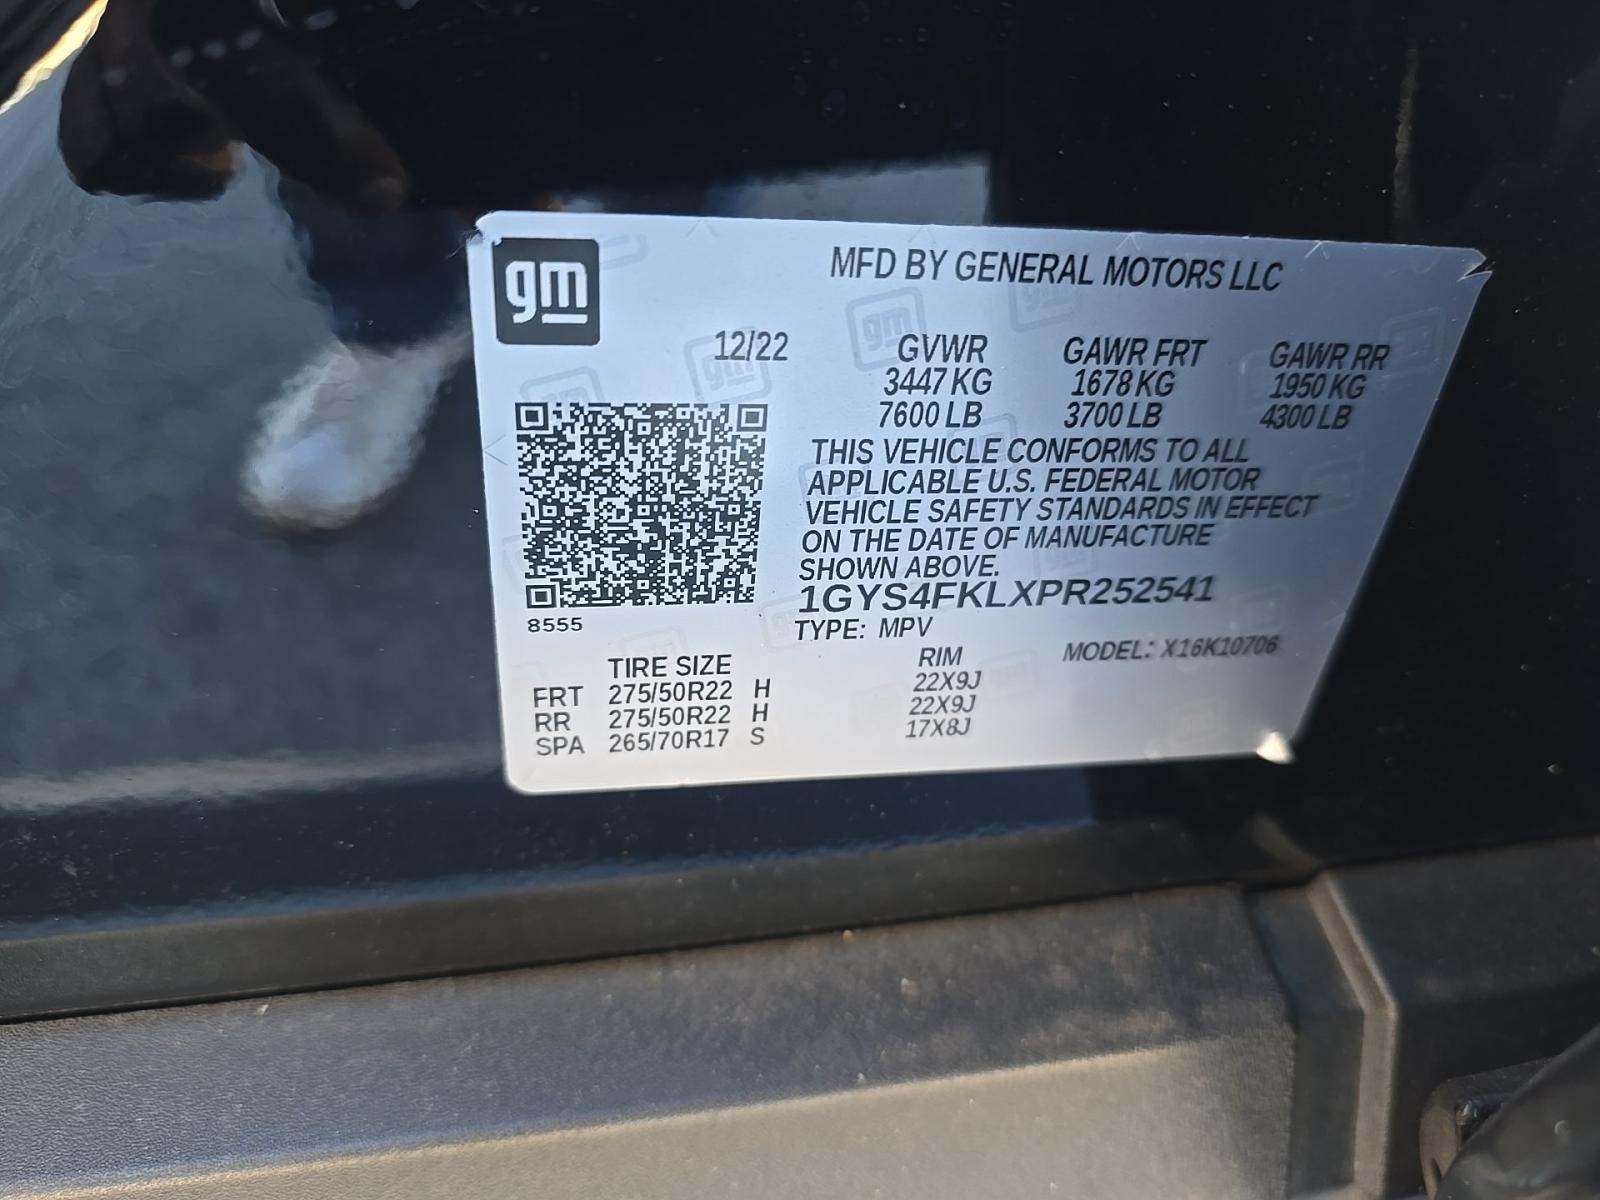 gm
MFD BY GENERAL MOTORS LLC
12/22 GVWR GAWR FRT GAWR RR
3447 KG 1678 KG 1950 KG
7600 LB 3700 LB 4300 LB
THIS VEHICLE CONFORMS TO ALL
APPLICABLE U.S. FEDERAL MOTOR
VEHICLE SAFETY STANDARDS IN EFFECT
ON THE DATE OF MANUFACTURE
SHOWN ABOVE.
1GYS4FKLXPR252541
8555
TYPE: MPV
MODEL: X16K10706
TIRE SIZE RIM
FRT 275/50R22 H 22X9J
RR 275/50R22 H 22X9J
SPA 265/70R17 S 17X8J